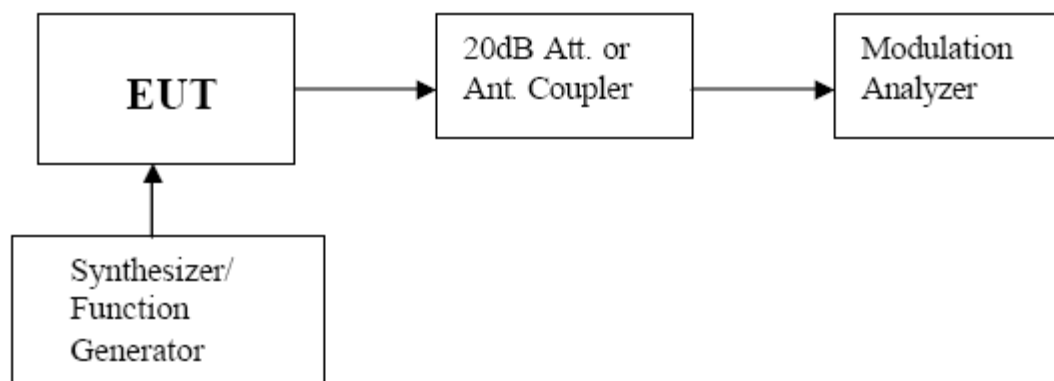 EUT
20dB Att. or
Ant. Coupler
Modulation
Analyzer
Synthesizer/
Function
Generator